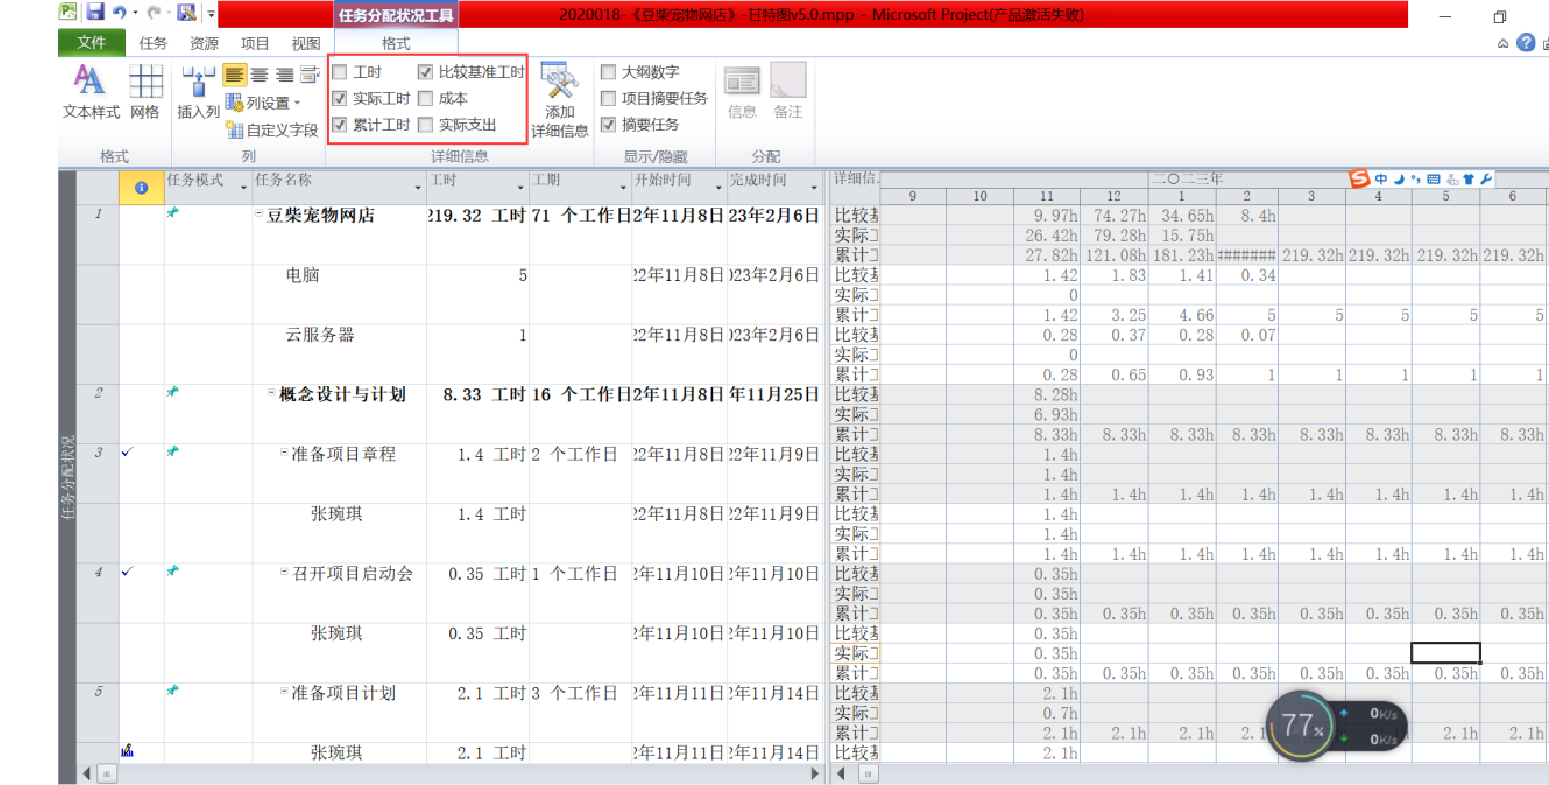 任务分配状况工具 2020018-《豆柴宠物网店》-甘特图v5.0.mpp - Microsoft Project(产品激活失败)
文件 任务 资源 项目 视图 格式
工时 比较基准工时 大纲数字
实际工时 成本 项目摘要任务
累计工时 实际支出 摘要任务
文本样式 网格 插入列 列设置 自定义字段 添加 详细信息 信息 备注
格式 列 详细信息 显示/隐藏 分配
任务模式 任务名称 工时 工期 开始时间 完成时间 详细信 二〇二三年
9 10 11 12 1 2 3 4 5 6
中
1 豆柴宠物网店 219.32 工时 71 个工作日 2年11月8日 23年2月6日 比较基 9.97h 74.27h 34.65h 8.4h
实际工 26.42h 79.28h 15.75h
累计工 27.82h 121.08h 181.23h ####### 219.32h 219.32h 219.32h 219.32h
电脑 5 22年11月8日 023年2月6日 比较基 1.42 1.83 1.41 0.34
实际工 0
累计工 1.42 3.25 4.66 5 5 5 5 5
云服务器 1 22年11月8日 023年2月6日 比较基 0.28 0.37 0.28 0.07
实际工 0
累计工 0.28 0.65 0.93 1 1 1 1 1
2 概念设计与计划 8.33 工时 16 个工作日 2年11月8日 年11月25日 比较基 8.28h
实际工 6.93h
累计工 8.33h 8.33h 8.33h 8.33h 8.33h 8.33h 8.33h 8.33h
3 准备项目章程 1.4 工时 2 个工作日 22年11月8日 22年11月9日 比较基 1.4h
实际工 1.4h
累计工 1.4h 1.4h 1.4h 1.4h 1.4h 1.4h 1.4h 1.4h
张琬琪 1.4 工时 22年11月8日 22年11月9日 比较基 1.4h
实际工 1.4h
累计工 1.4h 1.4h 1.4h 1.4h 1.4h 1.4h 1.4h 1.4h
4 召开项目启动会 0.35 工时 1 个工作日 2年11月10日 2年11月10日 比较基 0.35h
实际工 0.35h
累计工 0.35h 0.35h 0.35h 0.35h 0.35h 0.35h 0.35h 0.35h
张琬琪 0.35 工时 2年11月10日 2年11月10日 比较基 0.35h
实际工 0.35h
累计工 0.35h 0.35h 0.35h 0.35h 0.35h 0.35h 0.35h 0.35h
5 准备项目计划 2.1 工时 3 个工作日 2年11月11日 2年11月14日 比较基 2.1h
实际工 0.7h
累计工 2.1h 2.1h 2.1h 2.1 2.1h 2.1h
张琬琪 2.1 工时 2年11月11日 2年11月14日 比较基 2.1h
任务分配状况
77%
0K/s
0K/s